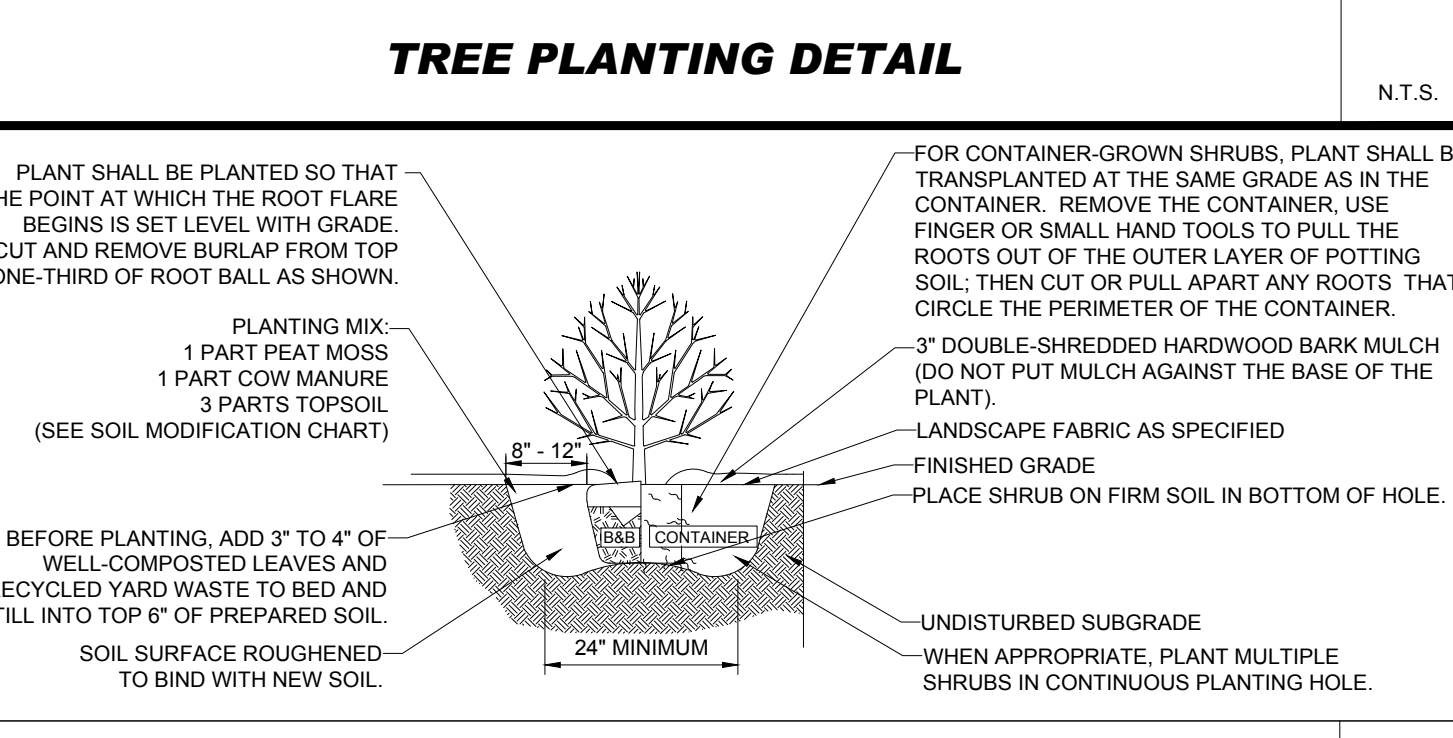 TREE PLANTING DETAIL
N.T.S.
PLANT SHALL BE PLANTED SO THAT
HE POINT AT WHICH THE ROOT FLARE
BEGINS IS SET LEVEL WITH GRADE.
CUT AND REMOVE BURLAP FROM TOP
ONE-THIRD OF ROOT BALL AS SHOWN.
PLANTING MIX:
1 PART PEAT MOSS
1 PART COW MANURE
3 PARTS TOPSOIL
(SEE SOIL MODIFICATION CHART)
8" - 12"
BEFORE PLANTING, ADD 3" TO 4" OF
WELL-COMPOSTED LEAVES AND
RECYCLED YARD WASTE TO BED AND
TILL INTO TOP 6" OF PREPARED SOIL.
SOIL SURFACE ROUGHENED
TO BIND WITH NEW SOIL.
B&B
CONTAINER
24" MINIMUM
FOR CONTAINER-GROWN SHRUBS, PLANT SHALL B
TRANSPLANTED AT THE SAME GRADE AS IN THE
CONTAINER. REMOVE THE CONTAINER, USE
FINGER OR SMALL HAND TOOLS TO PULL THE
ROOTS OUT OF THE OUTER LAYER OF POTTING
SOIL; THEN CUT OR PULL APART ANY ROOTS THAT
CIRCLE THE PERIMETER OF THE CONTAINER.
3" DOUBLE-SHREDDED HARDWOOD BARK MULCH
(DO NOT PUT MULCH AGAINST THE BASE OF THE
PLANT).
LANDSCAPE FABRIC AS SPECIFIED
FINISHED GRADE
PLACE SHRUB ON FIRM SOIL IN BOTTOM OF HOLE.
UNDISTURBED SUBGRADE
WHEN APPROPRIATE, PLANT MULTIPLE
SHRUBS IN CONTINUOUS PLANTING HOLE.